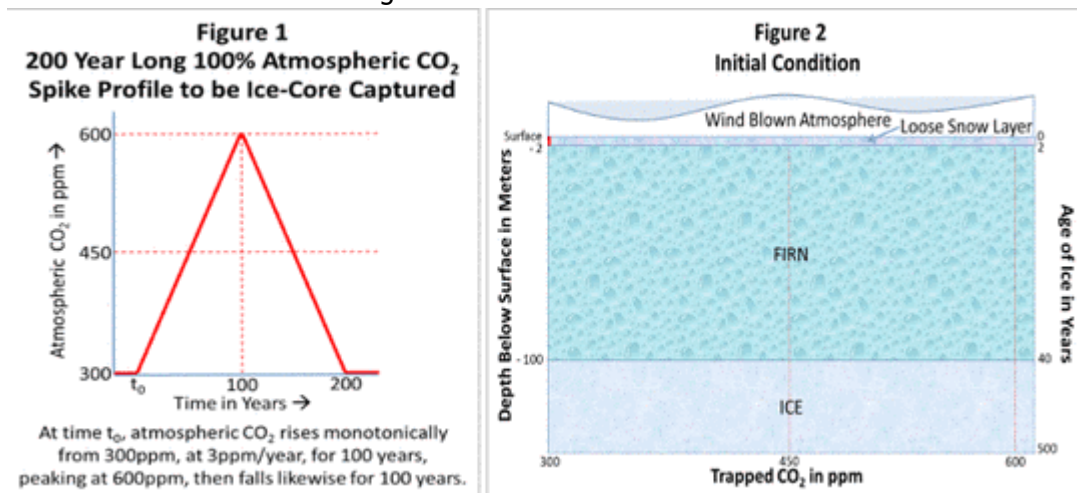 Figure 1
200 Year Long 100% Atmospheric CO₂
Spike Profile to be Ice-Core Captured
Atmospheric CO₂ in ppm →
600
450
300
t₀
100
200
Time in Years →
At time t₀, atmospheric CO₂ rises monotonically
from 300ppm, at 3ppm/year, for 100 years,
peaking at 600ppm, then falls likewise for 100 years.
Figure 2
Initial Condition
Wind Blown Atmosphere
Loose Snow Layer
Surface
- 2
0
2
Depth Below Surface in Meters
Age of Ice in Years
FIRN
- 100
40
ICE
500
300
450
600
Trapped CO₂ in ppm